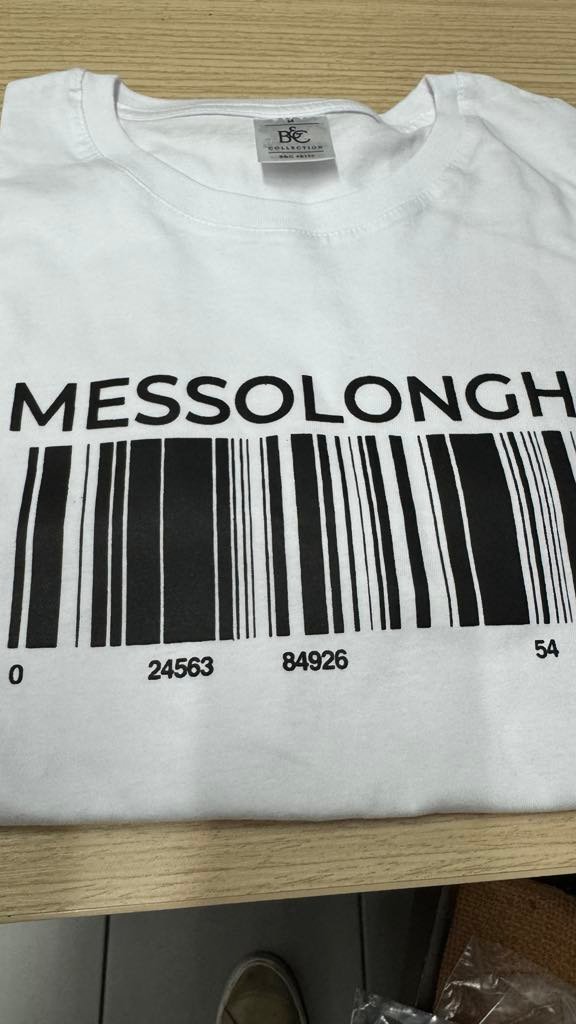 B&C
COLLECTION
MESSOLONGH
0 24563 84926 54